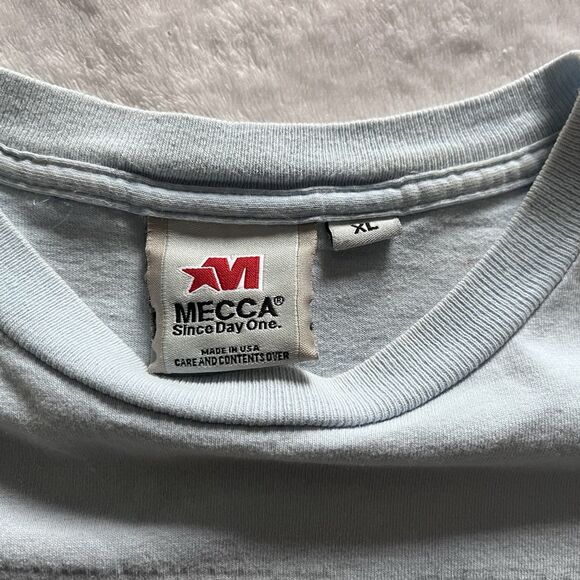 M
MECCA®
Since Day One.
MADE IN USA
CARE AND CONTENTS OVER
XL